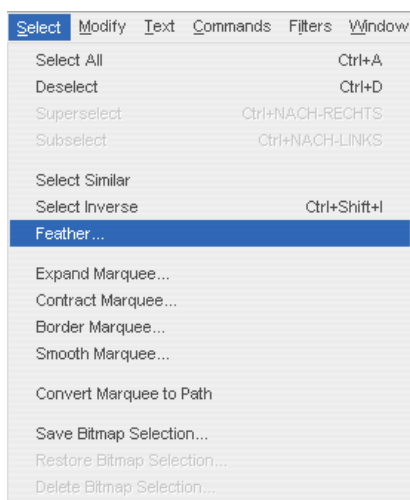 Select Modify Text Commands Filters Window
Select All Ctrl+A
Deselect Ctrl+D
Superselect Ctrl+NACH-RECHTS
Subselect Ctrl+NACH-LINKS
Select Similar
Select Inverse Ctrl+Shift+I
Feather...
Expand Marquee...
Contract Marquee...
Border Marquee...
Smooth Marquee...
Convert Marquee to Path
Save Bitmap Selection...
Restore Bitmap Selection...
Delete Bitmap Selection...